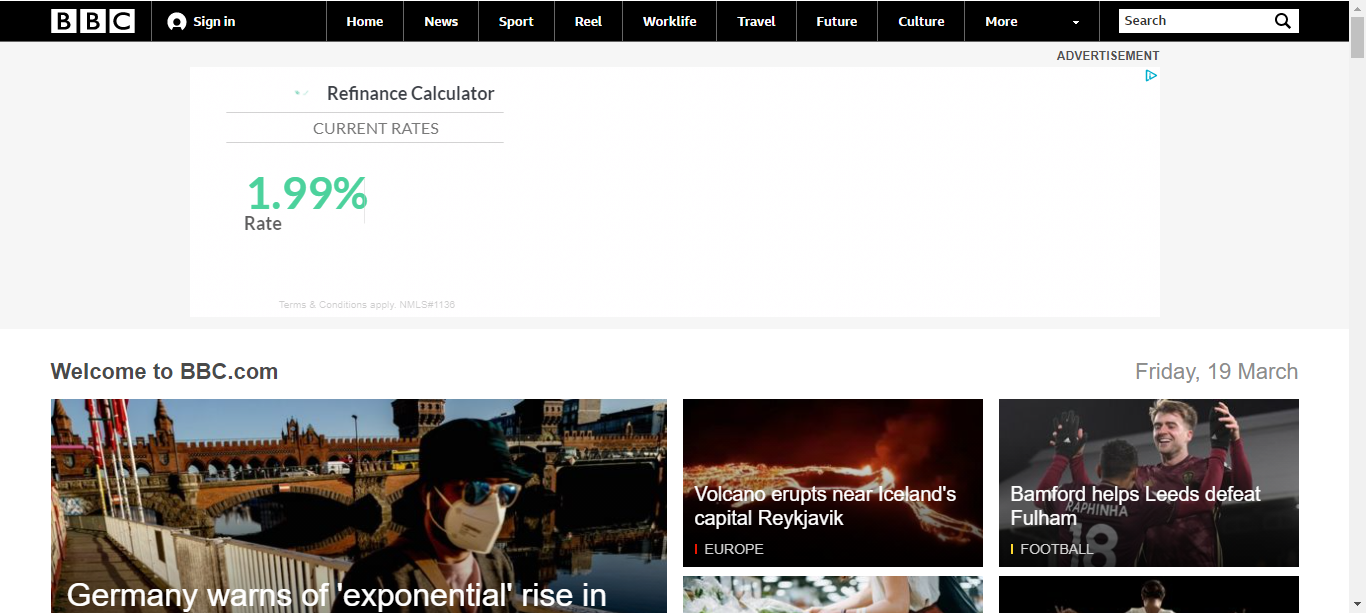 BBC
Sign in
Home
News
Sport
Reel
Worklife
Travel
Future
Culture
More
Search
ADVERTISEMENT
Refinance Calculator
CURRENT RATES
1.99%
Rate
Terms & Conditions apply. NMLS#1136
Welcome to BBC.com
Friday, 19 March
Germany warns of 'exponential' rise in
Volcano erupts near Iceland's
capital Reykjavik
EUROPE
Bamford helps Leeds defeat
Fulham
FOOTBALL
RAPHINHA
18